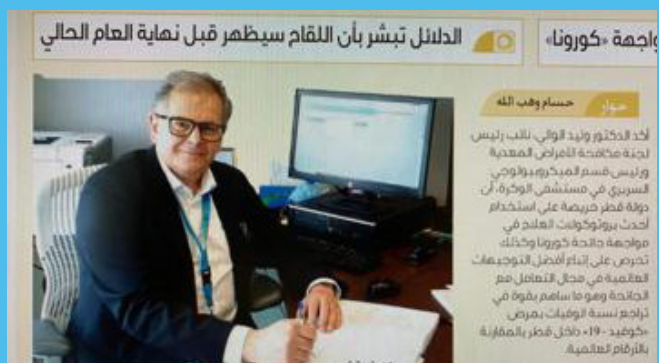 واجهة «كورونا»
الدلائل تبشر بأن اللقاح سيظهر قبل نهاية العام الحالي
حوار حسام وهب الله
أكد الدكتور وليد الوالي، نائب رئيس
لجنة مكافحة الأمراض المعدية
ورئيس قسم الميكروبيولوجي
السريري في مستشفى الوكرة، أن
دولة قطر حريصة على استخدام
أحدث بروتوكولات العلاج في
مواجهة جائحة كورونا وكذلك
تحرص على إتباع أفضل التوجيهات
العالمية في مجال التعامل مع
الجائحة وهو ما ساهم بقوة في
تراجع نسبة الوفيات بمرض
«كوفيد - 19» داخل قطر بالمقارنة
بالأرقام العالمية.